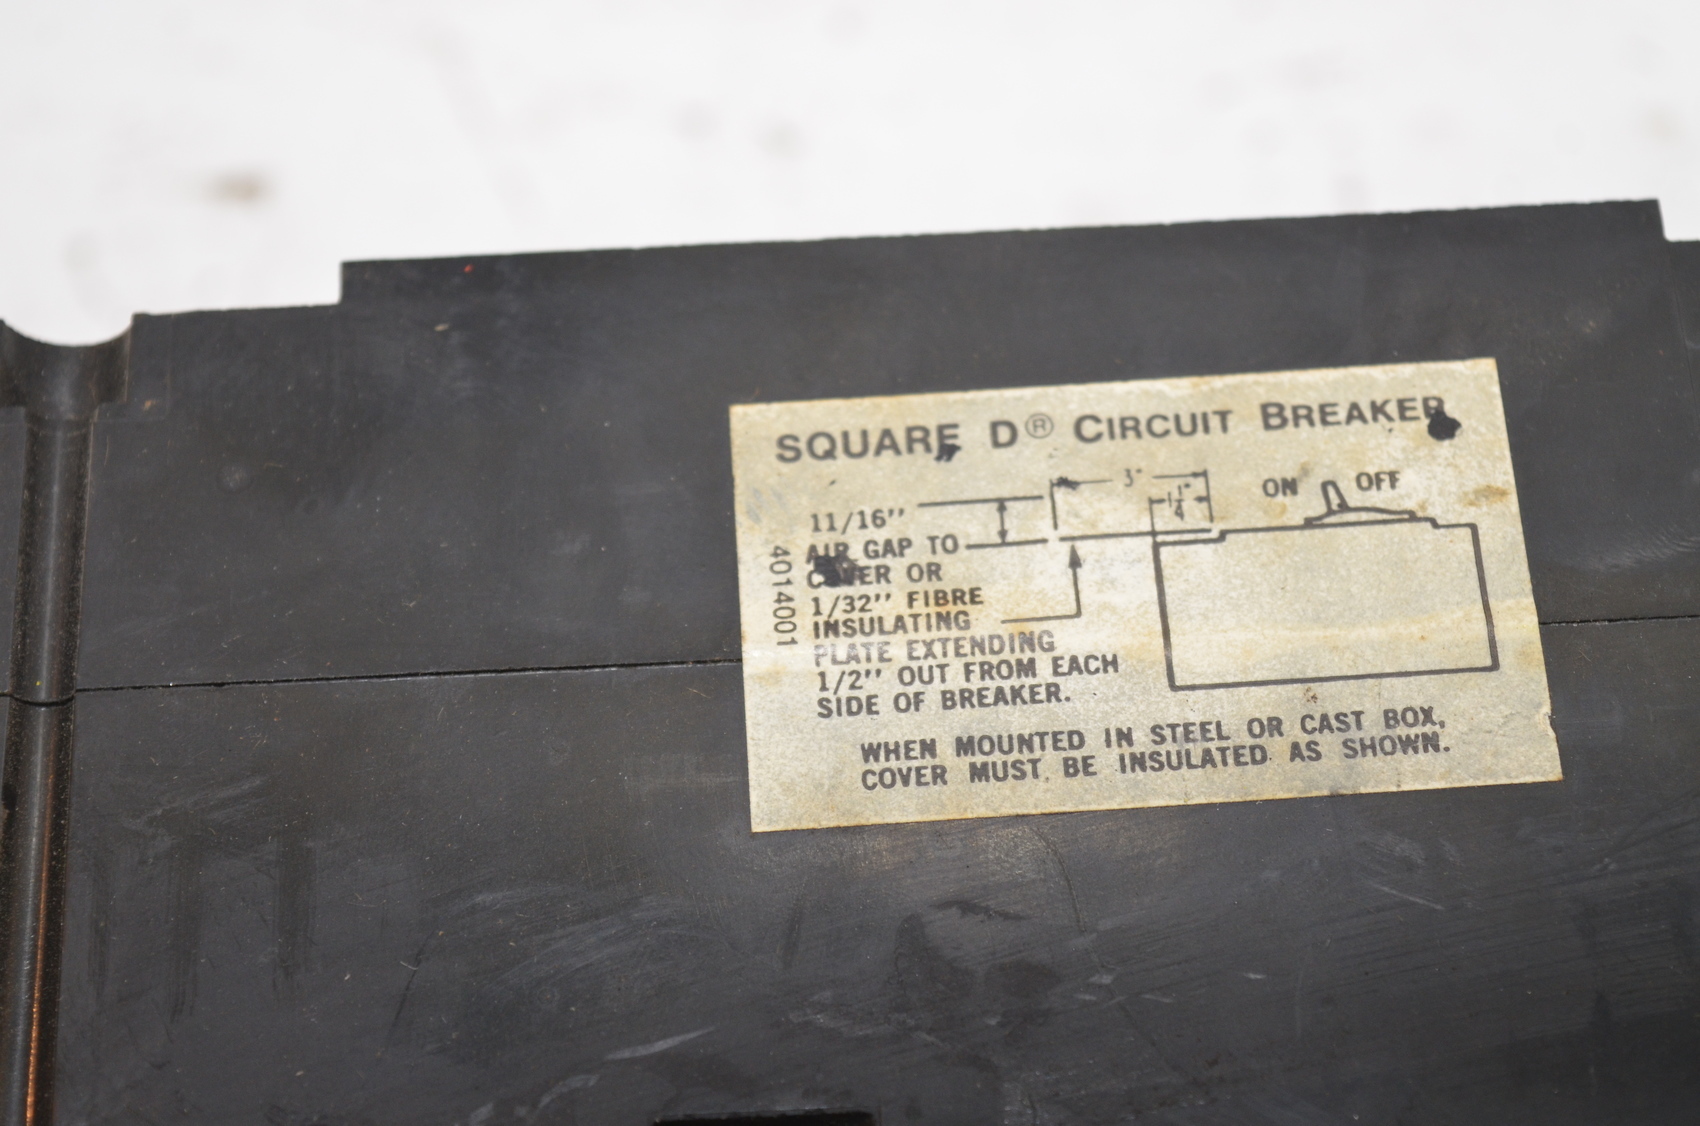 SQUARE D® CIRCUIT BREAKER
3"
1 1/4"
ON OFF
11/16''
AIR GAP TO
COVER OR
1/32'' FIBRE
INSULATING
PLATE EXTENDING
1/2'' OUT FROM EACH
SIDE OF BREAKER.
4014001
WHEN MOUNTED IN STEEL OR CAST BOX,
COVER MUST BE INSULATED AS SHOWN.